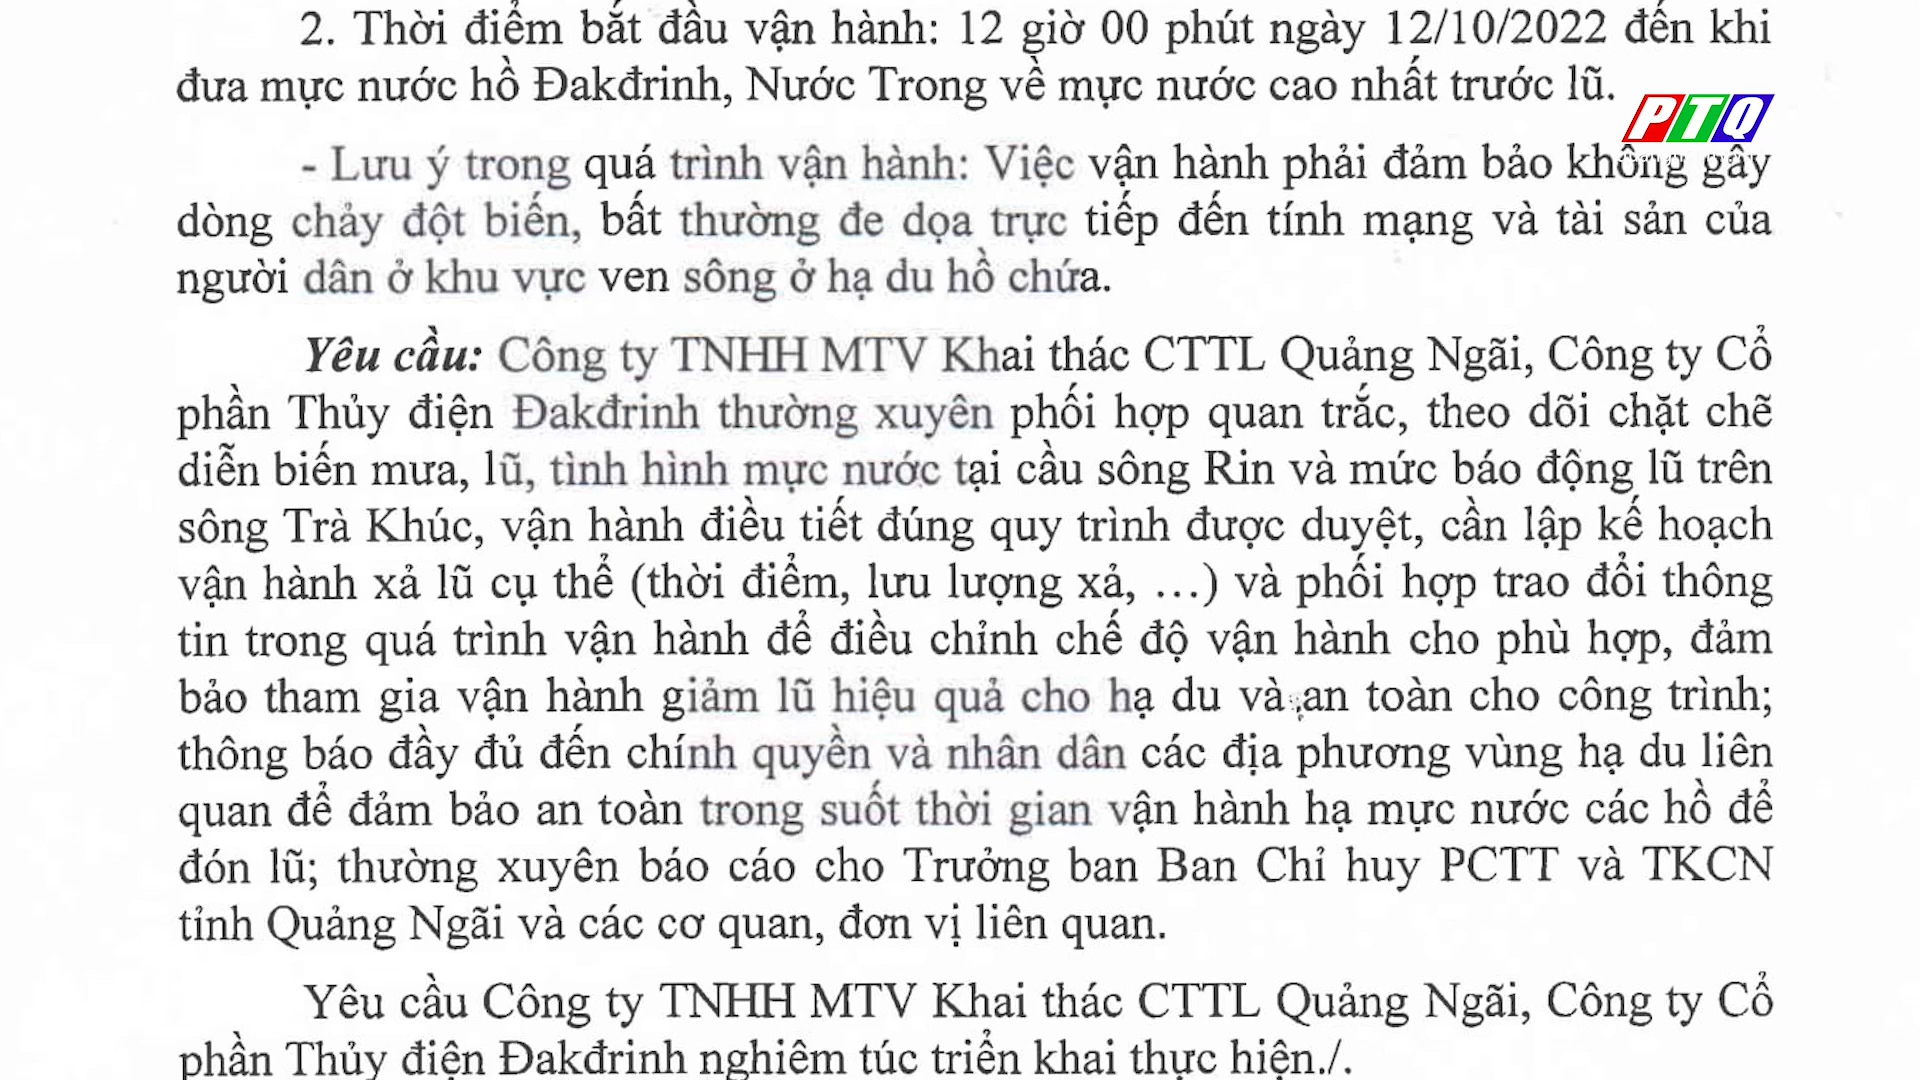 2. Thời điểm bắt đầu vận hành: 12 giờ 00 phút ngày 12/10/2022 đến khi
đưa mực nước hồ Đakđrinh, Nước Trong về mực nước cao nhất trước lũ.
PTQ
- Lưu ý trong quá trình vận hành: Việc vận hành phải đảm bảo không gây
dòng chảy đột biến, bất thường đe dọa trực tiếp đến tính mạng và tài sản của
người dân ở khu vực ven sông ở hạ du hồ chứa.
Yêu cầu: Công ty TNHH MTV Khai thác CTTL Quảng Ngãi, Công ty Cổ
phần Thủy điện Đakđrinh thường xuyên phối hợp quan trắc, theo dõi chặt chẽ
diễn biến mưa, lũ, tình hình mực nước tại cầu sông Rin và mức báo động lũ trên
sông Trà Khúc, vận hành điều tiết đúng quy trình được duyệt, cần lập kế hoạch
vận hành xả lũ cụ thể (thời điểm, lưu lượng xả, ...) và phối hợp trao đổi thông
tin trong quá trình vận hành để điều chỉnh chế độ vận hành cho phù hợp, đảm
bảo tham gia vận hành giảm lũ hiệu quả cho hạ du và an toàn cho công trình;
thông báo đầy đủ đến chính quyền và nhân dân các địa phương vùng hạ du liên
quan để đảm bảo an toàn trong suốt thời gian vận hành hạ mực nước các hồ để
đón lũ; thường xuyên báo cáo cho Trưởng ban Ban Chỉ huy PCTT và TKCN
tỉnh Quảng Ngãi và các cơ quan, đơn vị liên quan.
Yêu cầu Công ty TNHH MTV Khai thác CTTL Quảng Ngãi, Công ty Cổ
phần Thủy điện Đakđrinh nghiêm túc triển khai thực hiện./.